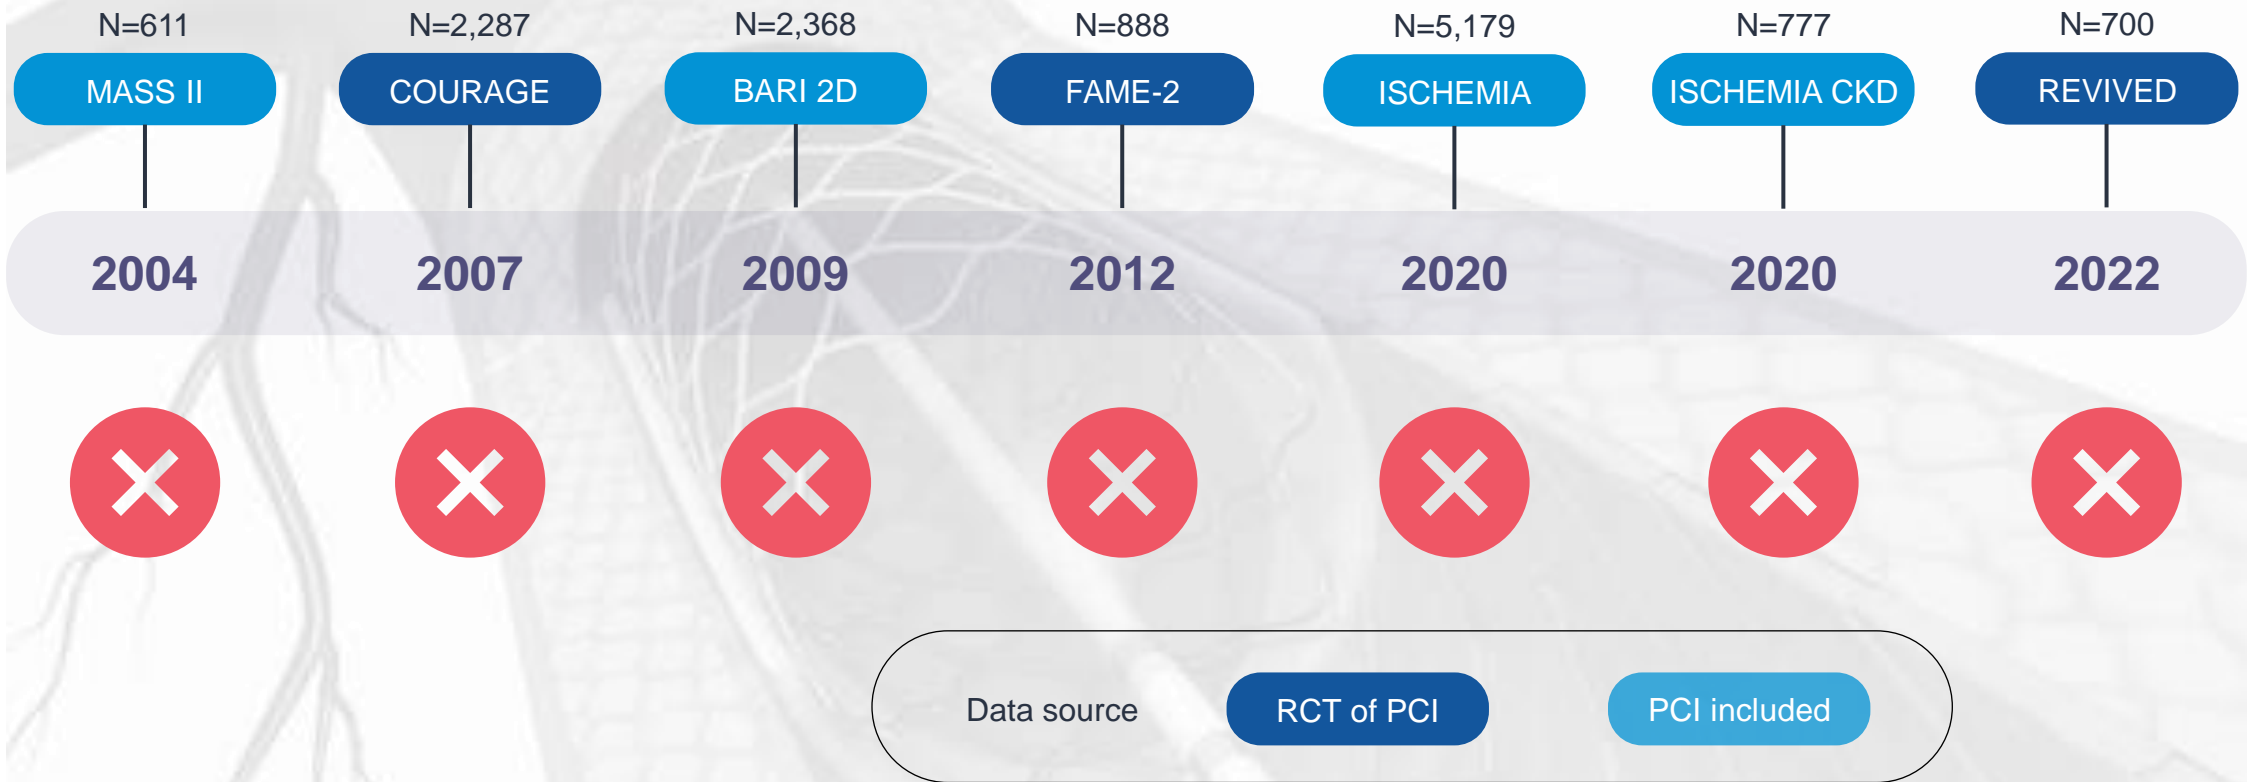 N=611 N=2,287 N=2,368 N=888 N=5,179 N=777 N=700
MASS II COURAGE BARI 2D FAME-2 ISCHEMIA ISCHEMIA CKD REVIVED
2004 2007 2009 2012 2020 2020 2022
Data source RCT of PCI PCI included